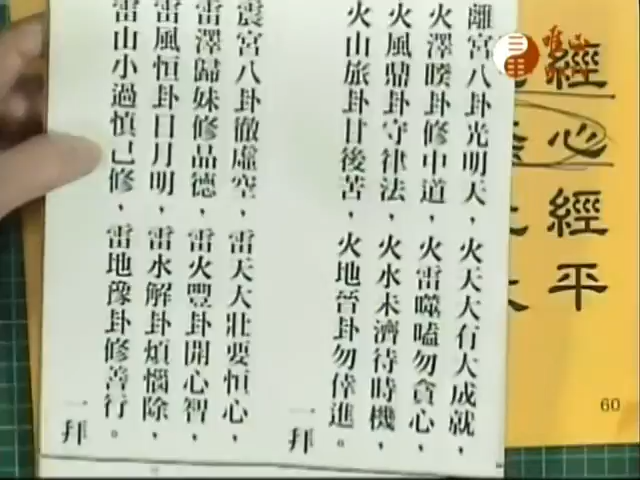 離宮八卦光明天，火天大有大成就，
火澤睽卦修中道，火雷噬嗑勿貪心，
火風鼎卦守律法，火水未濟待時機，
火山旅卦甘後苦，火地晉卦勿倖進。
一拜
震宮八卦徹虛空，雷天大壯要恒心，
雷澤歸妹修品德，雷火豐卦開心智，
雷風恒卦日月明，雷水解卦煩惱除，
雷山小過慎己修，雷地豫卦修善行。
一拜
經心經平
60